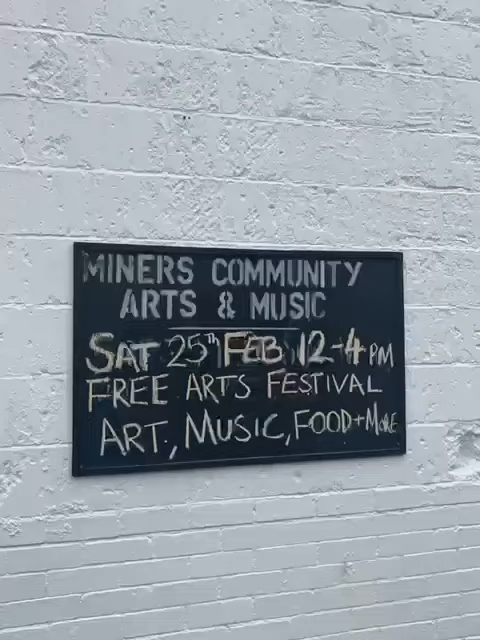 MINERS COMMUNITY
ARTS & MUSIC
SAT 25th FEB 12-4 PM
FREE ARTS FESTIVAL
ART, MUSIC, FOOD+MORE